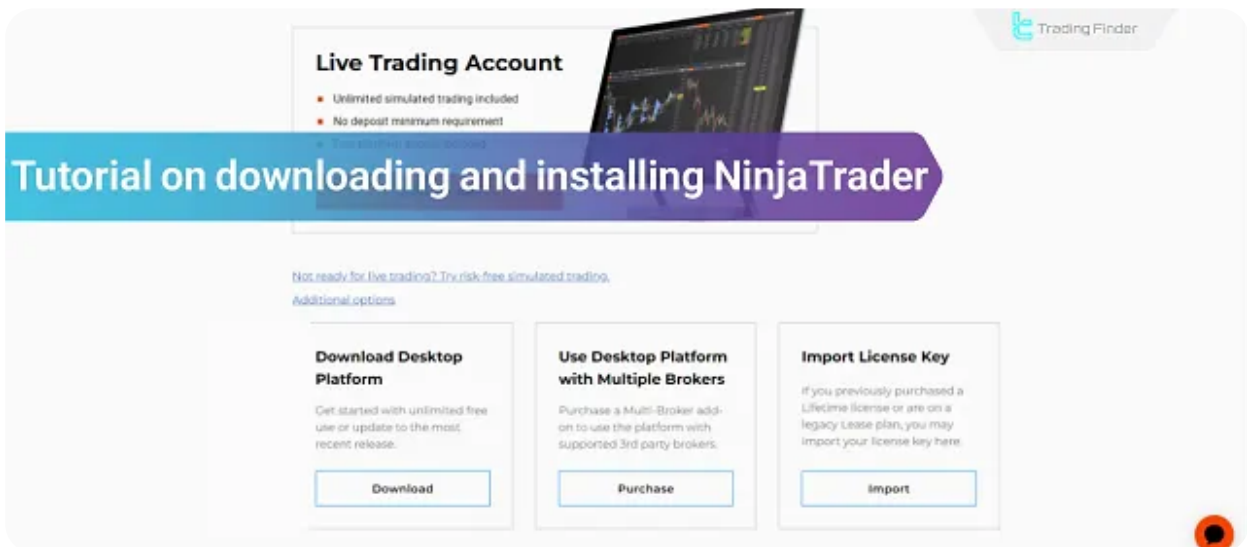 Trading Finder
Live Trading Account
Unlimited simulated trading included
No deposit minimum requirement
Tutorial on downloading and installing NinjaTrader
Not ready for live trading? Try risk-free simulated trading.
Additional options
Download Desktop
Platform
Get started with unlimited free
use or update to the most
recent release.
Download
Use Desktop Platform
with Multiple Brokers
Purchase a Multi-Broker add-
on to use the platform with
supported 3rd party brokers.
Purchase
Import License Key
If you previously purchased a
Lifetime license or are on a
legacy Lease plan, you may
import your license key here.
Import